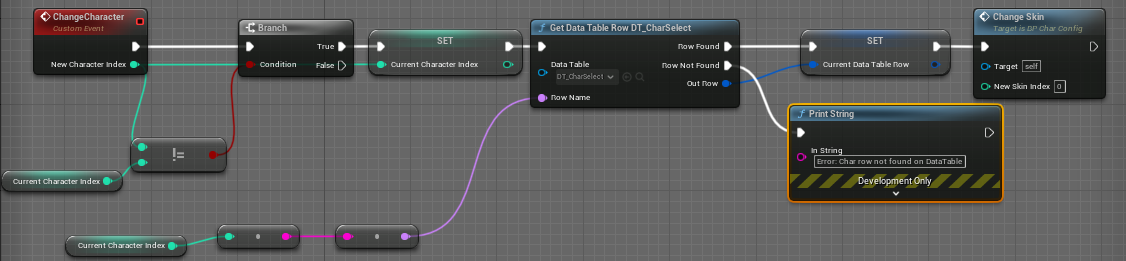 ChangeCharacter
Custom Event
New Character Index
Branch
Condition
True
False
SET
Current Character Index
Get Data Table Row DT_CharSelect
Data Table
DT_CharSelect
Row Name
Row Found
Row Not Found
Out Row
SET
Current Data Table Row
Change Skin
Target is DP Char Config
Target self
New Skin Index 0
!=
Current Character Index
Print String
In String
Error: Char row not found on DataTable
Development Only
Current Character Index